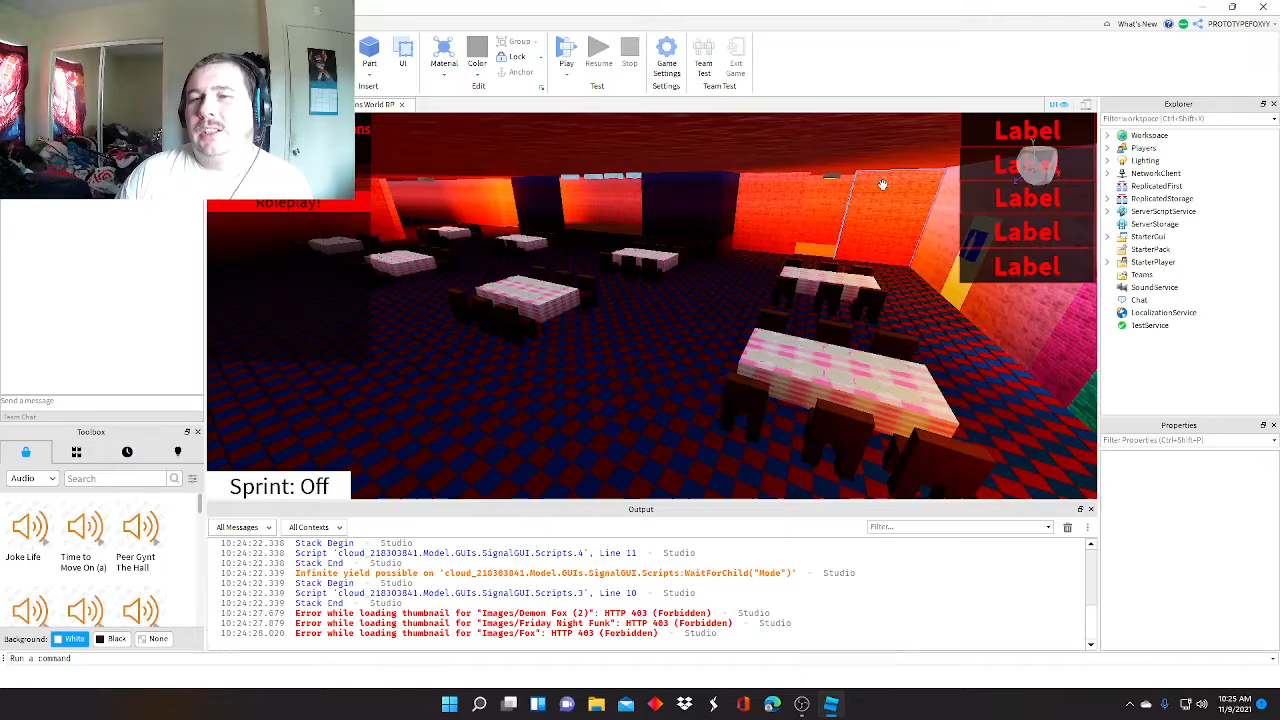 What's New
PROTOTYPEFOXYY
Part
UI
Material
Color
Group
Lock
Anchor
Play
Resume
Stop
Game Settings
Team Test
Exit Game
Insert
Edit
Test
Settings
Team Test
ns World RP
UI
Explorer
Filter workspace (Ctrl+Shift+X)
Workspace
Players
Lighting
NetworkClient
ReplicatedFirst
ReplicatedStorage
ServerScriptService
ServerStorage
StarterGui
StarterPack
StarterPlayer
Teams
SoundService
Chat
LocalizationService
TestService
Label
Label
Label
Label
Label
ons
Roleplay!
Sprint: Off
Send a message
Team Chat
Toolbox
Audio
Search
Joke Life
Time to Move On (a)
Peer Gynt The Hall
Background: White Black None
Run a command
Output
All Messages
All Contexts
Filter...
10:24:22.338 Stack Begin - Studio
10:24:22.338 Script 'cloud_218303841.Model.GUIs.SignalGUI.Scripts.4', Line 11 - Studio
10:24:22.338 Stack End - Studio
10:24:22.339 Infinite yield possible on 'cloud_218303841.Model.GUIs.SignalGUI.Scripts:WaitForChild("Mode")' - Studio
10:24:22.339 Stack Begin - Studio
10:24:22.339 Script 'cloud_218303841.Model.GUIs.SignalGUI.Scripts.3', Line 10 - Studio
10:24:22.339 Stack End - Studio
10:24:27.679 Error while loading thumbnail for "Images/Demon Fox (2)": HTTP 403 (Forbidden) - Studio
10:24:27.879 Error while loading thumbnail for "Images/Friday Night Funk": HTTP 403 (Forbidden) - Studio
10:24:28.020 Error while loading thumbnail for "Images/Fox": HTTP 403 (Forbidden) - Studio
Properties
Filter Properties (Ctrl+Shift+P)
10:25 AM
11/9/2021